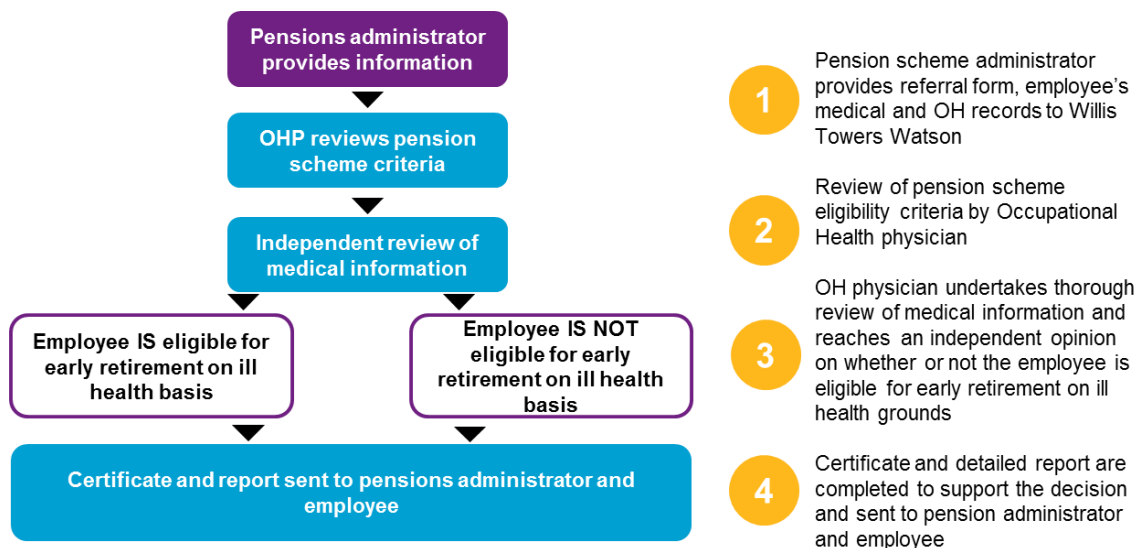 Pensions administrator
provides information
OHP reviews pension
scheme criteria
Independent review of
medical information
Employee IS eligible for
early retirement on ill
health basis
Employee IS NOT
eligible for early
retirement on ill health
basis
Certificate and report sent to pensions administrator and
employee
1
Pension scheme administrator
provides referral form, employee's
medical and OH records to Willis
Towers Watson
2
Review of pension scheme
eligibility criteria by Occupational
Health physician
3
OH physician undertakes thorough
review of medical information and
reaches an independent opinion
on whether or not the employee is
eligible for early retirement on ill
health grounds
4
Certificate and detailed report are
completed to support the decision
and sent to pension administrator
and employee